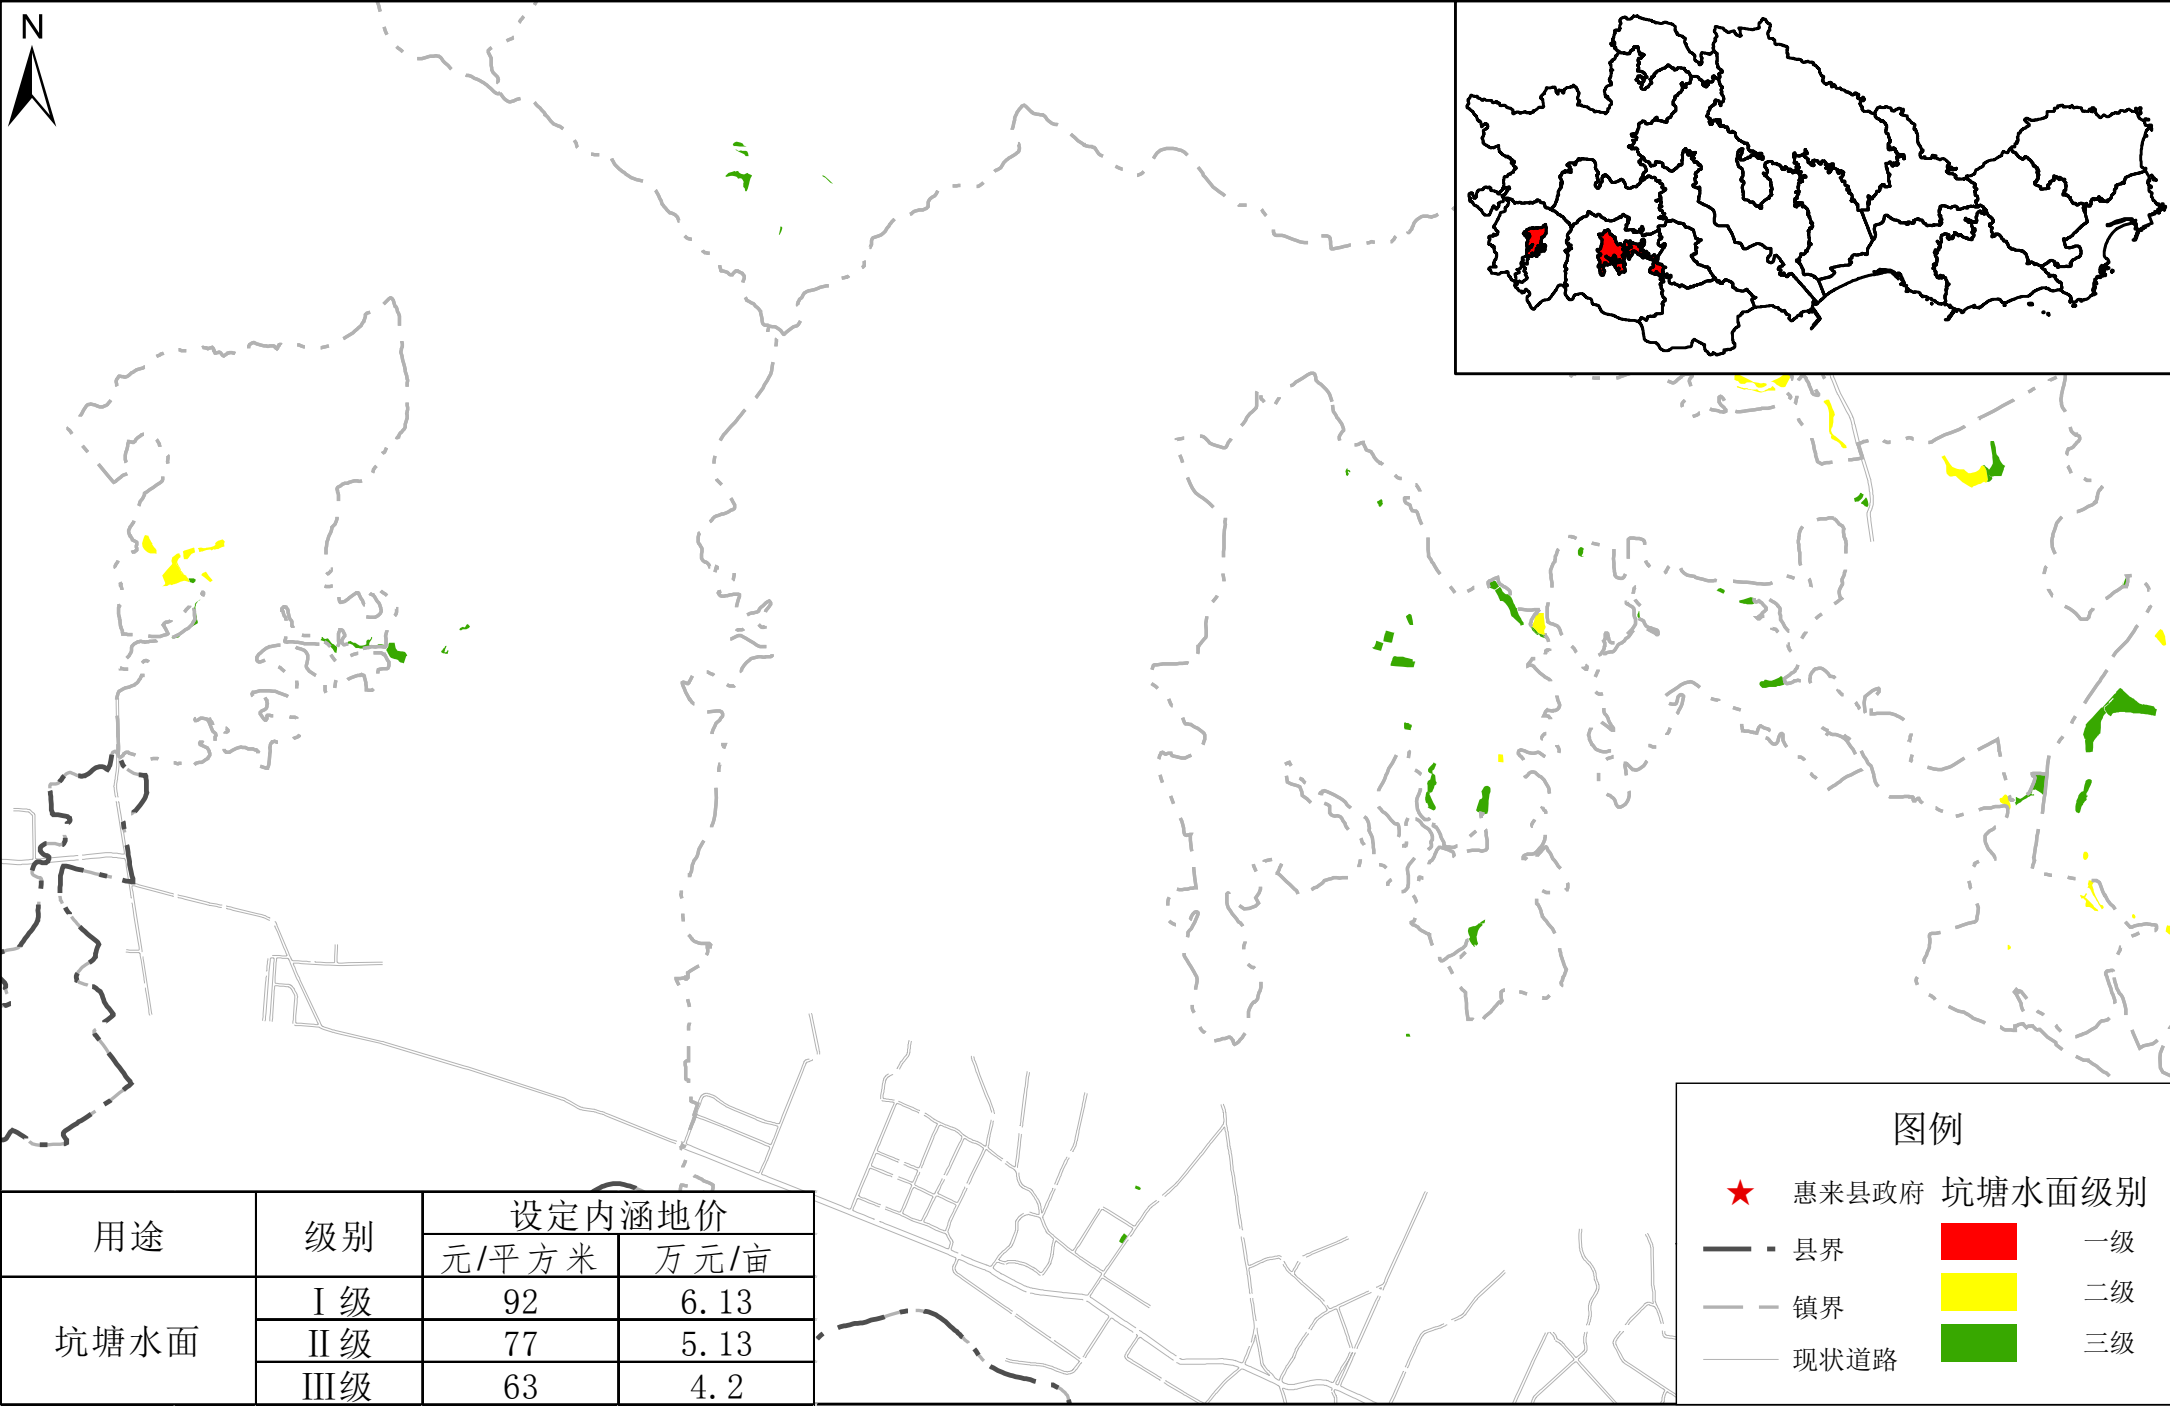 N
用途
级别
设定内涵地价
元/平方米
万元/亩
坑塘水面
Ⅰ级
92
6.13
Ⅱ级
77
5.13
Ⅲ级
63
4.2
图例
惠来县政府
坑塘水面级别
县界
一级
镇界
二级
现状道路
三级